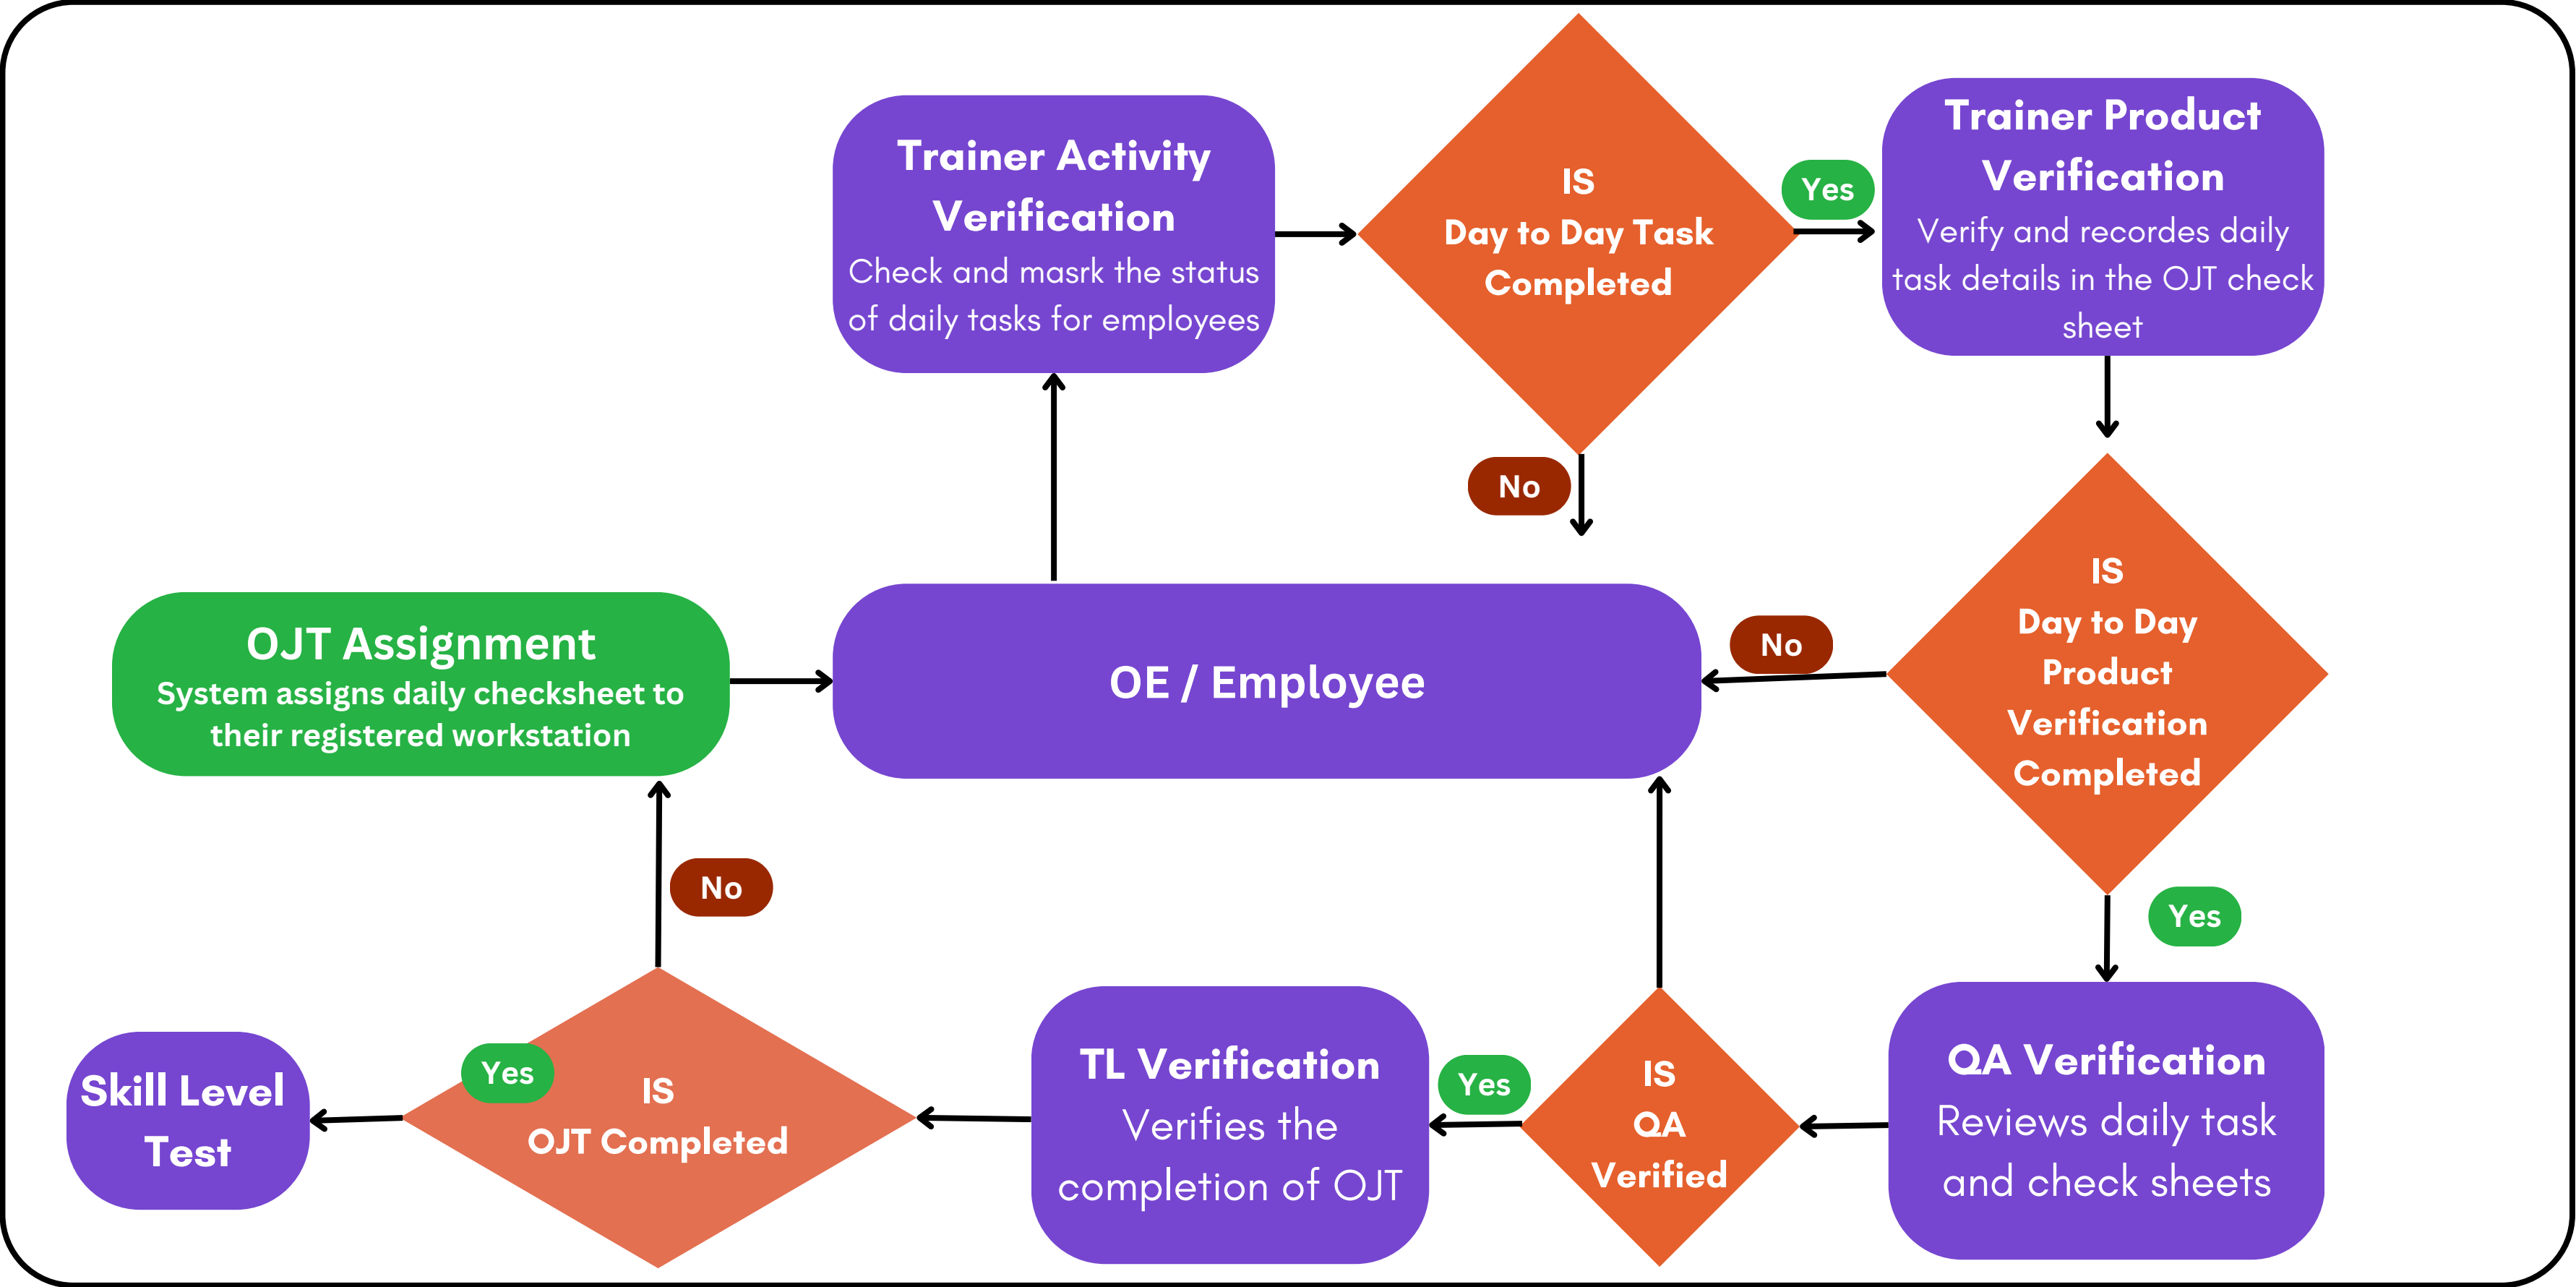 Trainer Activity
Verification
Check and masrk the status
of daily tasks for employees
IS
Day to Day Task
Completed
Yes
No
Trainer Product
Verification
Verify and recordes daily
task details in the OJT check
sheet
OJT Assignment
System assigns daily checksheet to
their registered workstation
OE / Employee
No
IS
Day to Day
Product
Verification
Completed
Yes
No
Skill Level
Test
Yes
IS
OJT Completed
TL Verification
Verifies the
completion of OJT
Yes
IS
QA
Verified
QA Verification
Reviews daily task
and check sheets